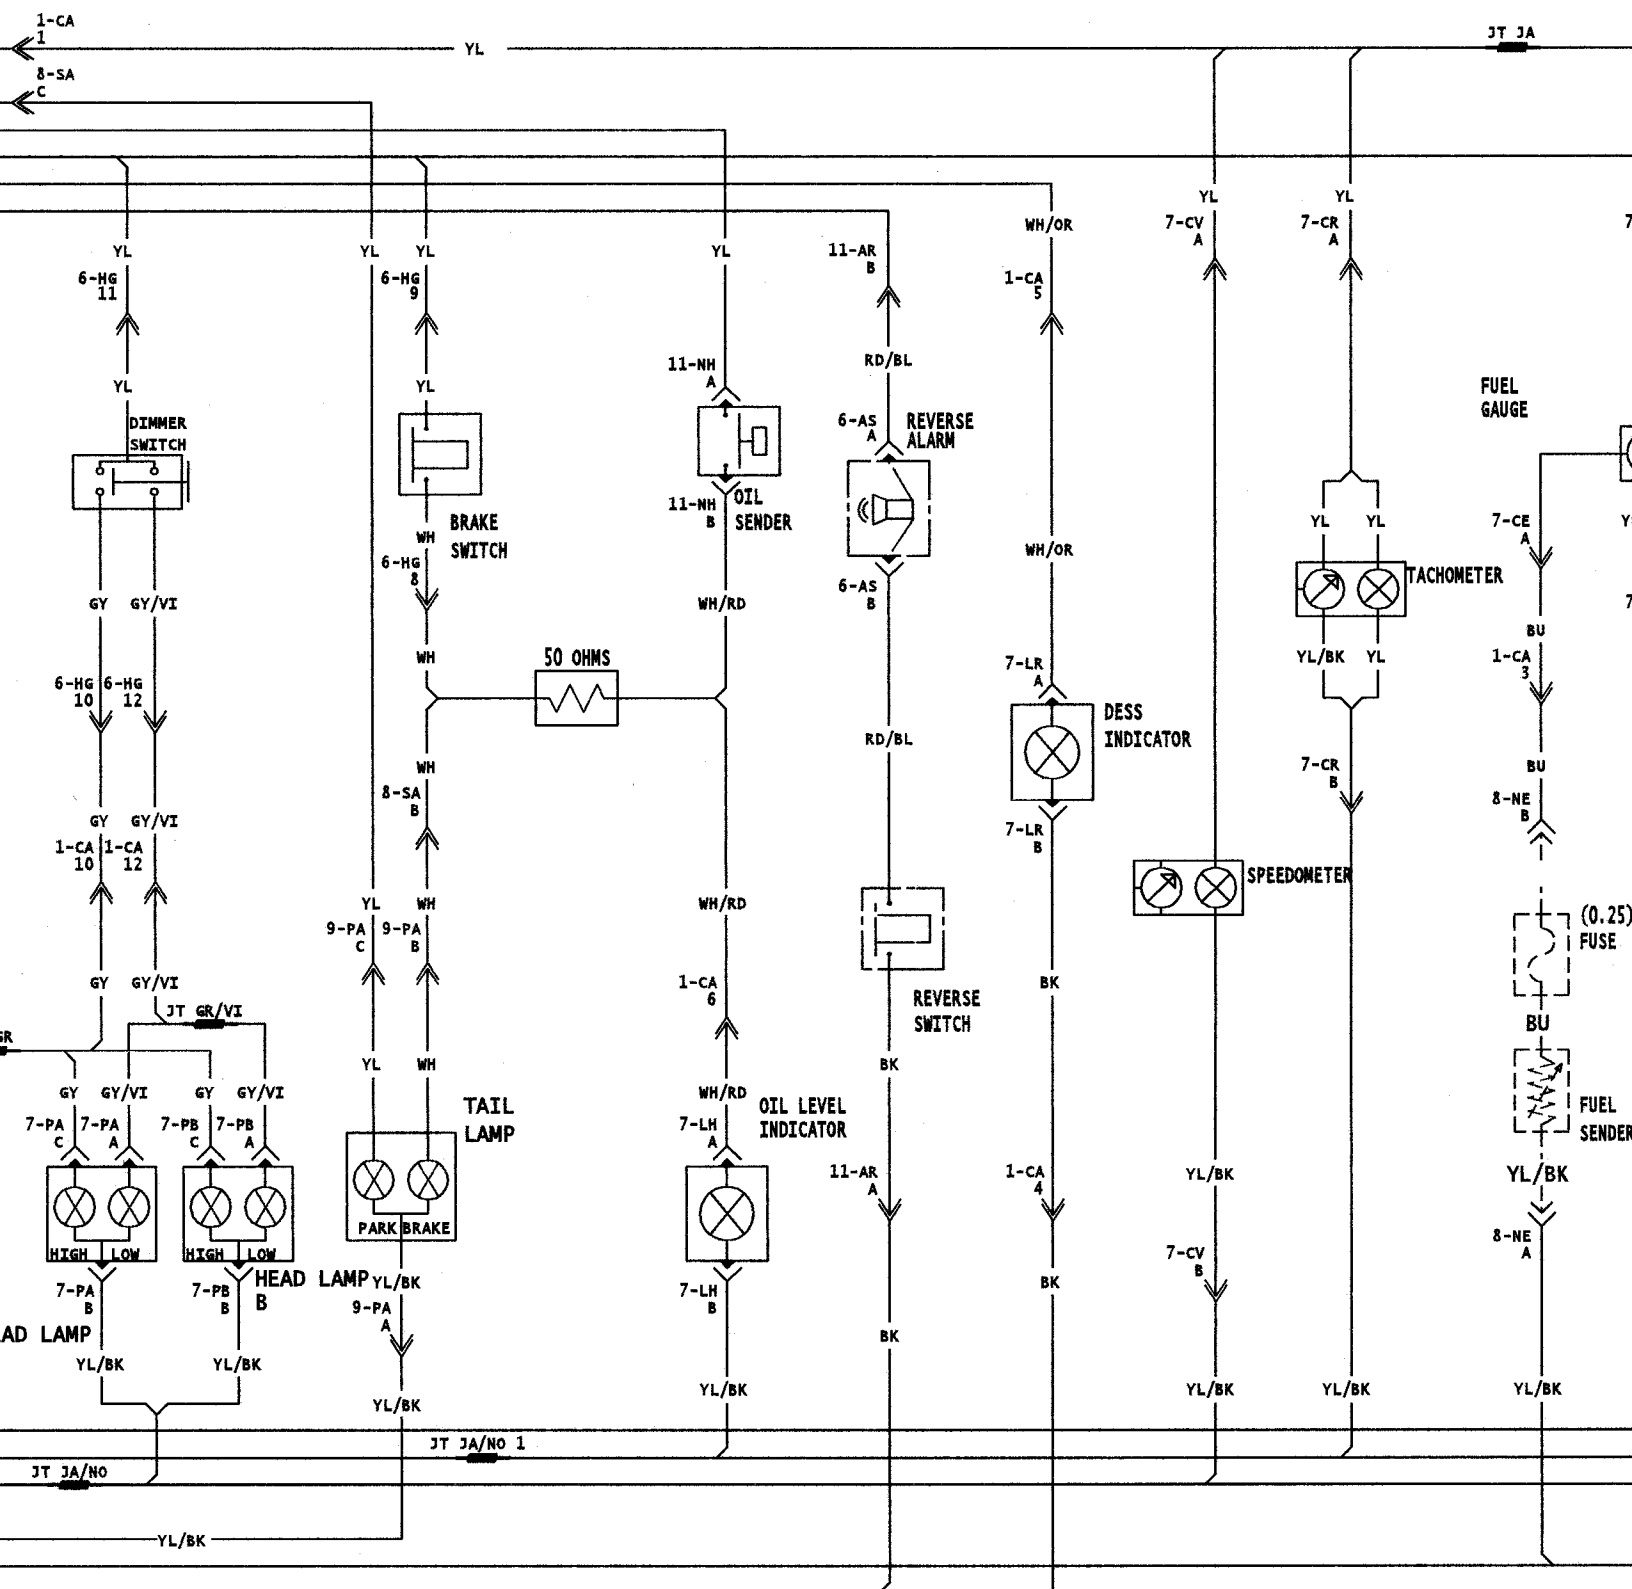 1-CA
1
YL
JT JA
8-SA
C
YL
6-HG
11
YL
YL
6-HG
9
YL
11-AR
B
WH/OR
1-CA
5
YL
7-CV
A
YL
7-CR
A
7
YL
YL
11-NH
A
RD/BL
FUEL
GAUGE
DIMMER
SWITCH
6-AS
A
REVERSE
ALARM
11-NH
B
OIL
SENDER
BRAKE
SWITCH
WH
6-HG
8
WH/OR
YL
YL
7-CE
A
Y
TACHOMETER
6-AS
B
GY
GY/VI
WH/RD
7
BU
WH
50 OHMS
7-LR
A
YL/BK
YL
1-CA
3
6-HG
10
6-HG
12
DESS
INDICATOR
RD/BL
WH
8-SA
B
7-CR
B
BU
8-NE
B
GY
GY/VI
1-CA
10
1-CA
12
7-LR
B
SPEEDOMETER
YL
WH
9-PA
C
9-PA
B
WH/RD
(0.25)
FUSE
GY
GY/VI
1-CA
6
BK
REVERSE
SWITCH
JT GR/VI
GR
BU
YL
WH
BK
GY
GY/VI
GY
GY/VI
WH/RD
7-PA
C
7-PA
A
7-PB
C
7-PB
A
TAIL
LAMP
7-LH
A
OIL LEVEL
INDICATOR
FUEL
SENDER
11-AR
A
1-CA
4
YL/BK
YL/BK
PARK
BRAKE
HIGH
LOW
HIGH
LOW
7-CV
B
8-NE
A
7-PA
B
7-PB
B
HEAD LAMP
B
YL/BK
9-PA
A
7-LH
B
BK
AD LAMP
BK
YL/BK
YL/BK
YL/BK
YL/BK
YL/BK
YL/BK
YL/BK
JT JA/NO 1
JT JA/NO
YL/BK